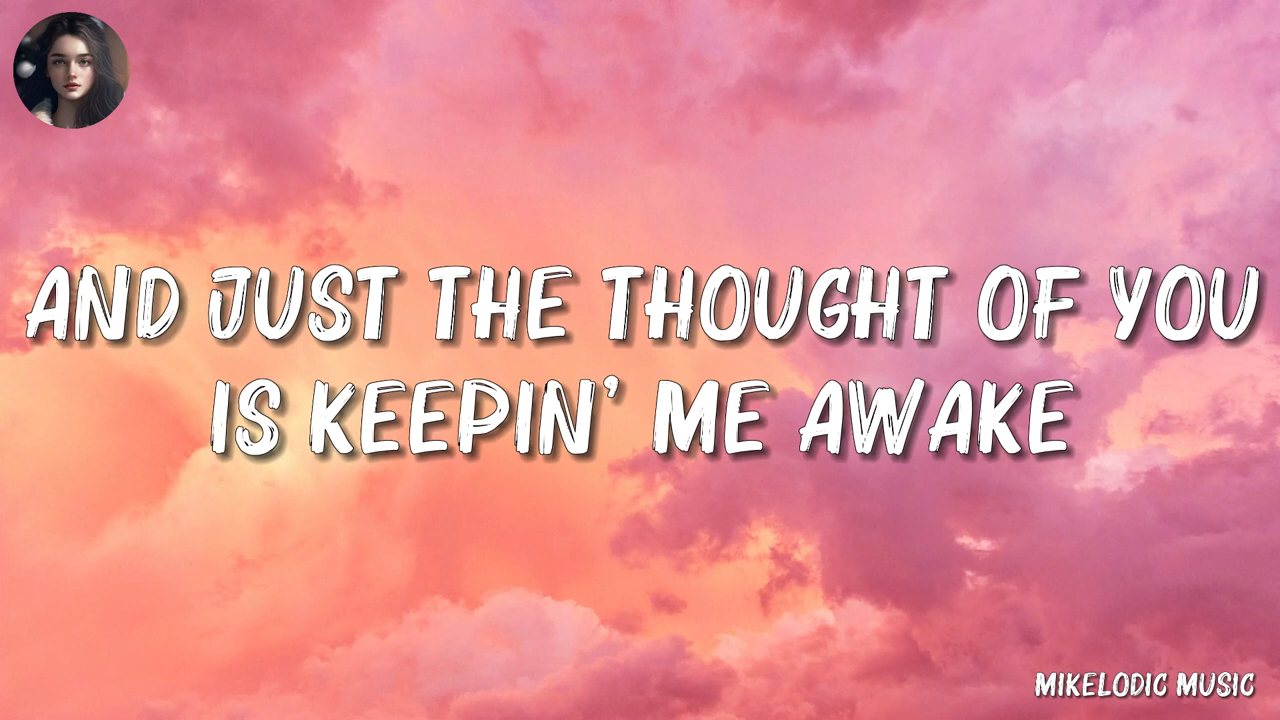 AND JUST THE THOUGHT OF YOU
IS KEEPIN' ME AWAKE
MIKELODIC MUSIC